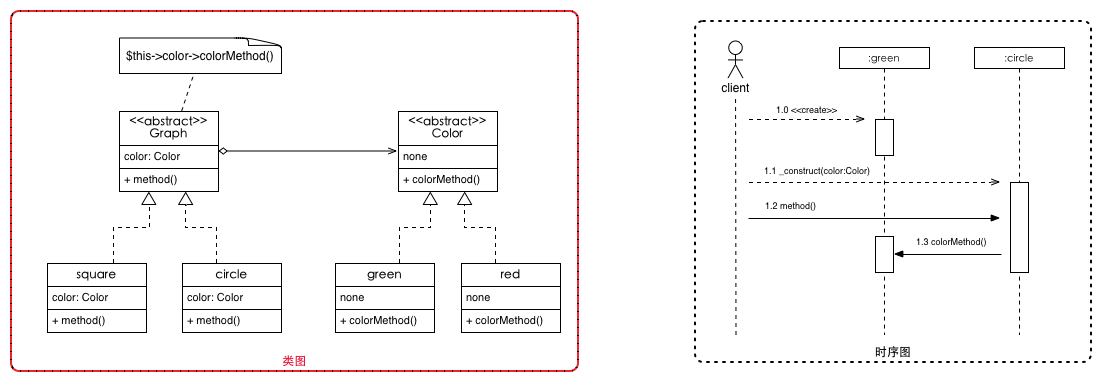 $this->color->colorMethod()
<<abstract>>
Graph
color: Color
+ method()
<<abstract>>
Color
none
+ colorMethod()
square
color: Color
+ method()
circle
color: Color
+ method()
green
none
+ colorMethod()
red
none
+ colorMethod()
类图
client
:green
:circle
1.0 <<create>>
1.1 _construct(color:Color)
1.2 method()
1.3 colorMethod()
时序图